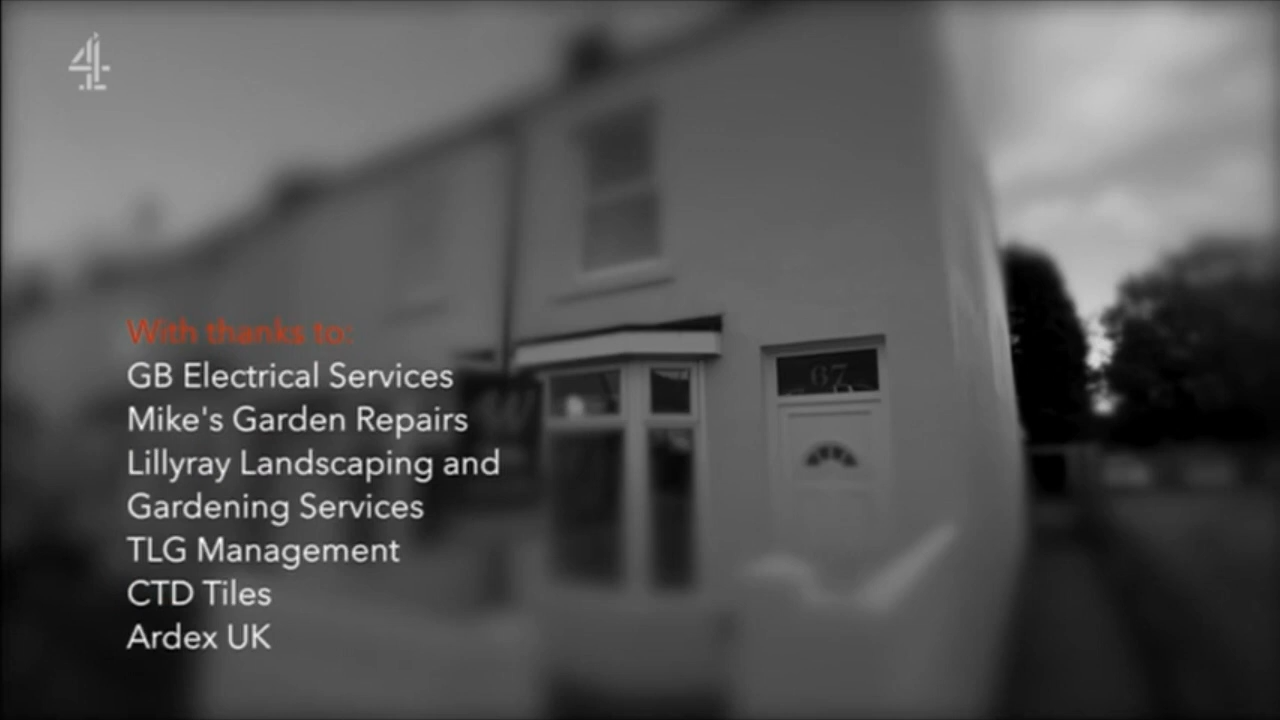 4
With thanks to:
GB Electrical Services
Mike's Garden Repairs
Lillyray Landscaping and
Gardening Services
TLG Management
CTD Tiles
Ardex UK
67